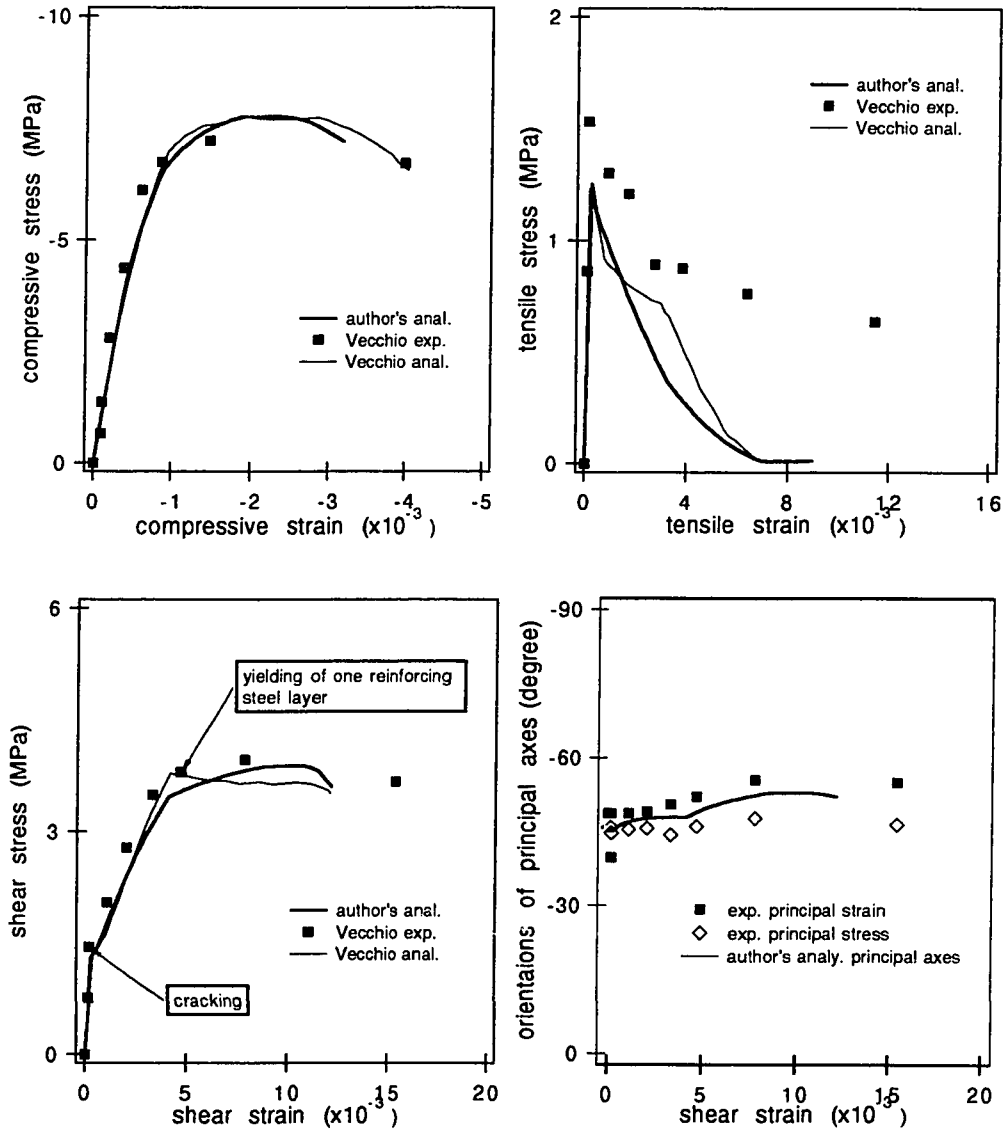 compressive stress (MPa)
-10
-5
0
author's anal.
Vecchio exp.
Vecchio anal.
0 -1 -2 -3 -4 -5
compressive strain (x10-3)
tensile stress (MPa)
2
1
0
author's anal.
Vecchio exp.
Vecchio anal.
0 4 8 12 16
tensile strain (x10-3)
shear stress (MPa)
6
3
0
yielding of one reinforcing
steel layer
author's anal.
Vecchio exp.
Vecchio anal.
cracking
0 5 10 15 20
shear strain (x10-3)
orientaions of principal axes (degree)
-90
-60
-30
0
exp. principal strain
exp. principal stress
author's analy. principal axes
0 5 10 15 20
shear strain (x10-3)